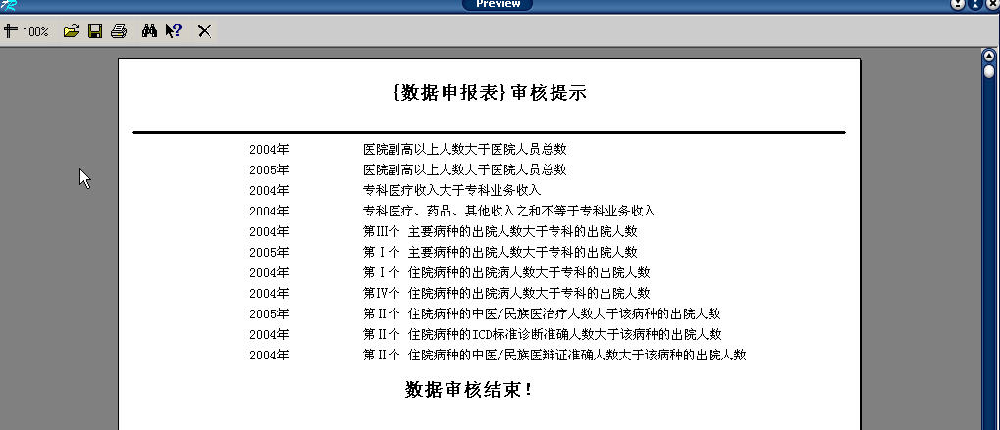 Preview
100%
{数据申报表}审核提示
2004年 医院副高以上人数大于医院人员总数
2005年 医院副高以上人数大于医院人员总数
2004年 专科医疗收入大于专科业务收入
2004年 专科医疗、药品、其他收入之和不等于专科业务收入
2004年 第III个 主要病种的出院人数大于专科的出院人数
2005年 第I个 主要病种的出院人数大于专科的出院人数
2004年 第I个 住院病种的出院病人数大于专科的出院人数
2004年 第IV个 住院病种的出院病人数大于专科的出院人数
2005年 第II个 住院病种的中医/民族医治疗人数大于该病种的出院人数
2004年 第II个 住院病种的ICD标准诊断准确人数大于该病种的出院人数
2004年 第II个 住院病种的中医/民族医辩证准确人数大于该病种的出院人数
数据审核结束!